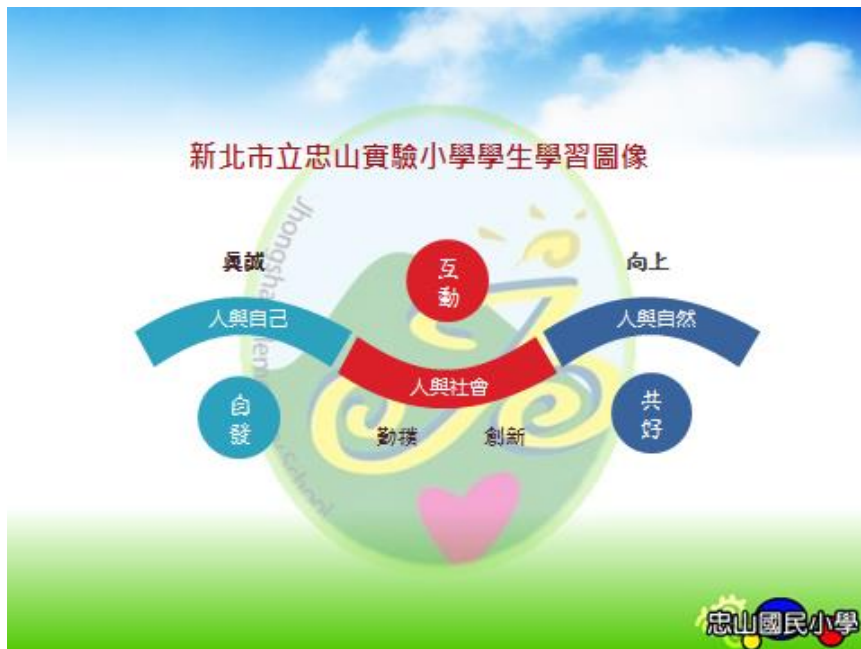 新北市立忠山實驗小學學生學習圖像
真誠
互動
向上
人與自己
人與自然
人與社會
自發
共好
勤樸
創新
忠山國民小學